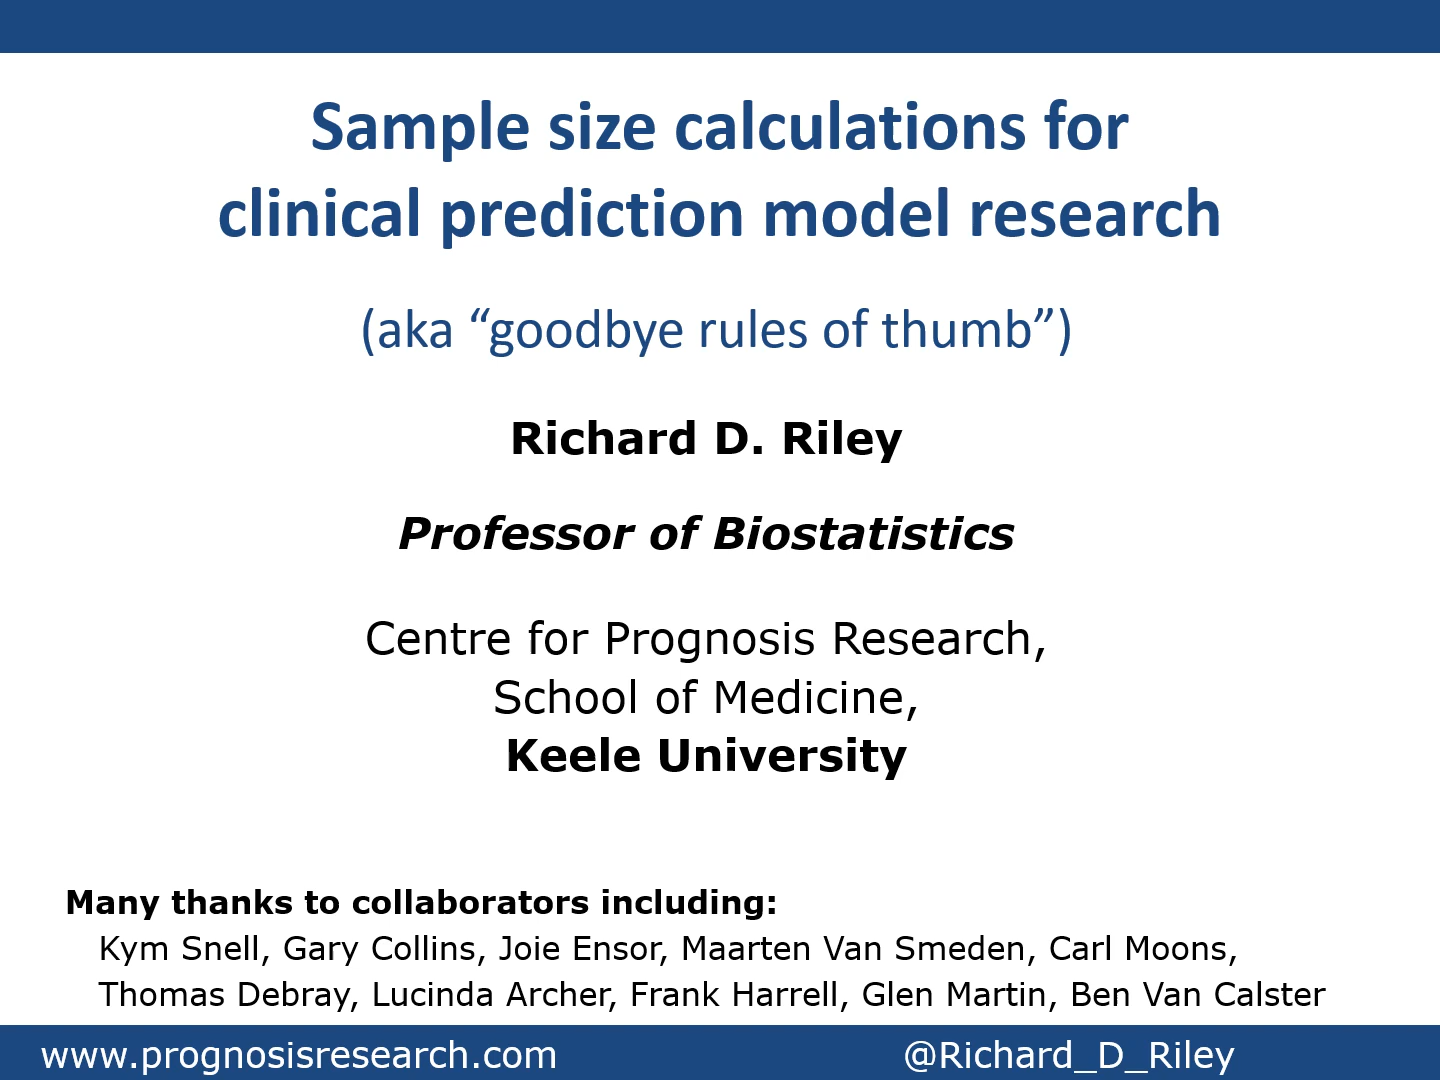 Sample size calculations for
clinical prediction model research
(aka “goodbye rules of thumb”)
Richard D. Riley
Professor of Biostatistics
Centre for Prognosis Research,
School of Medicine,
Keele University
Many thanks to collaborators including:
Kym Snell, Gary Collins, Joie Ensor, Maarten Van Smeden, Carl Moons,
Thomas Debray, Lucinda Archer, Frank Harrell, Glen Martin, Ben Van Calster
www.prognosisresearch.com @Richard_D_Riley